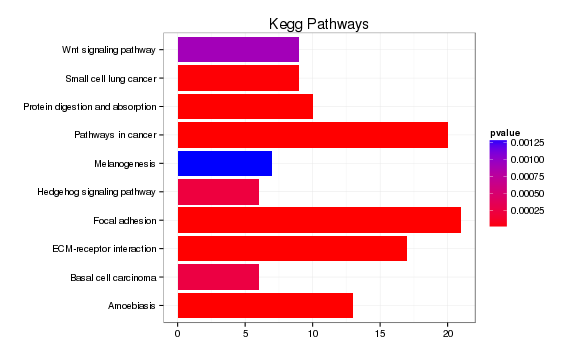 Kegg Pathways
Wnt signaling pathway
Small cell lung cancer
Protein digestion and absorption
Pathways in cancer
Melanogenesis
Hedgehog signaling pathway
Focal adhesion
ECM-receptor interaction
Basal cell carcinoma
Amoebiasis
0 5 10 15 20
pvalue
0.00125
0.00100
0.00075
0.00050
0.00025